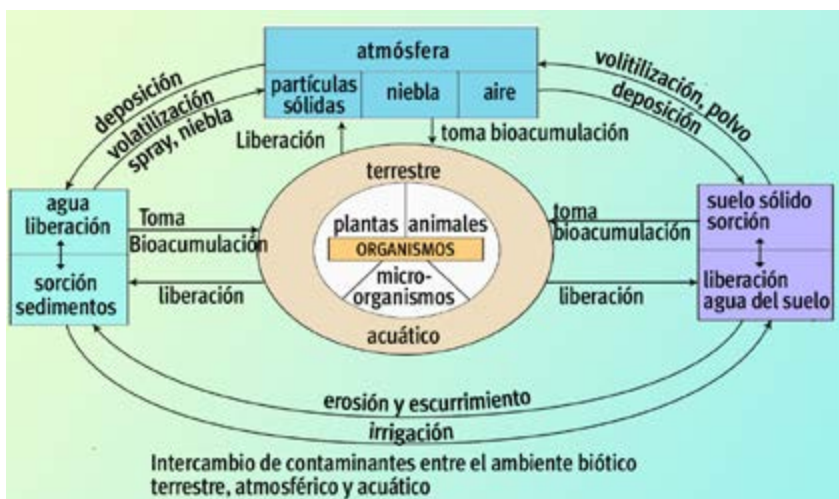 atmósfera
partículas
sólidas
niebla
aire
deposición
volatilización
spray, niebla
volitilización, polvo
deposición
Liberación
toma bioacumulación
terrestre
agua
liberación
sorción
sedimentos
Toma
Bioacumulación
liberación
plantas
animales
ORGANISMOS
micro-
organismos
acuático
toma
bioacumulación
liberación
suelo sólido
sorción
liberación
agua del suelo
erosión y escurrimiento
irrigación
Intercambio de contaminantes entre el ambiente biótico
terrestre, atmosférico y acuático